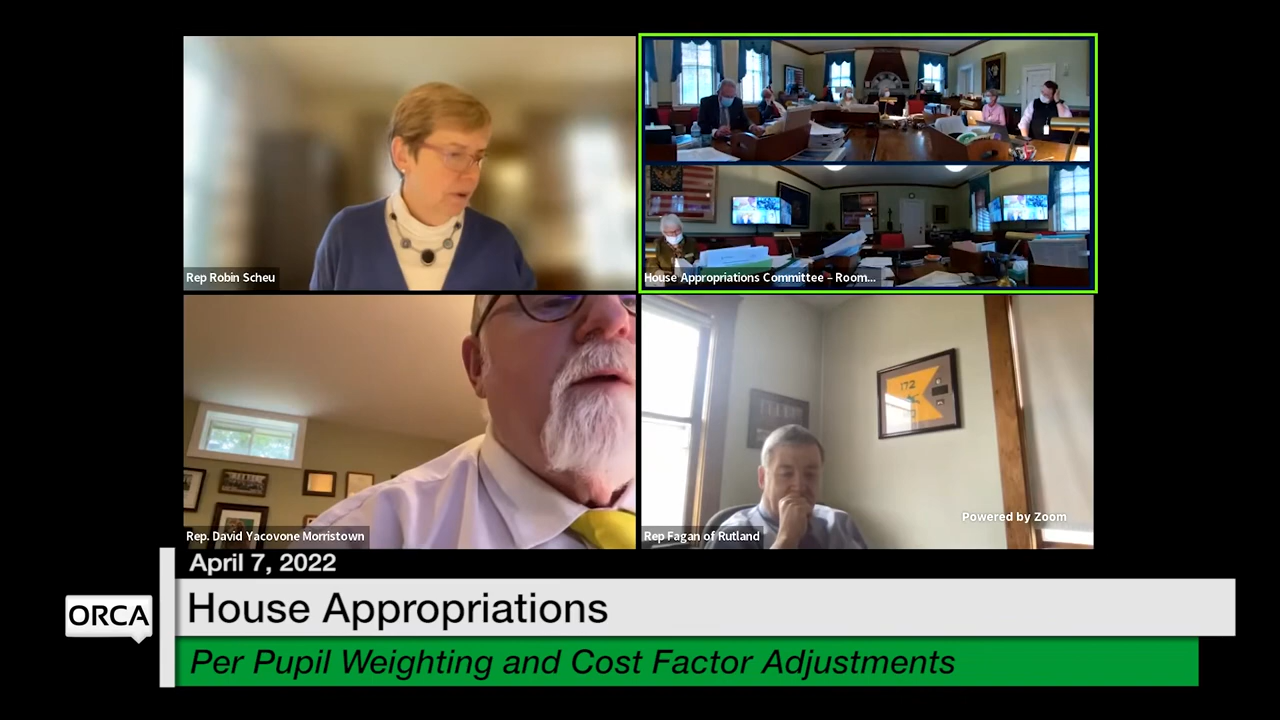 Rep Robin Scheu
House Appropriations Committee – Room...
172
Rep. David Yacovone Morristown
Rep Fagan of Rutland
Powered by Zoom
April 7, 2022
ORCA
House Appropriations
Per Pupil Weighting and Cost Factor Adjustments